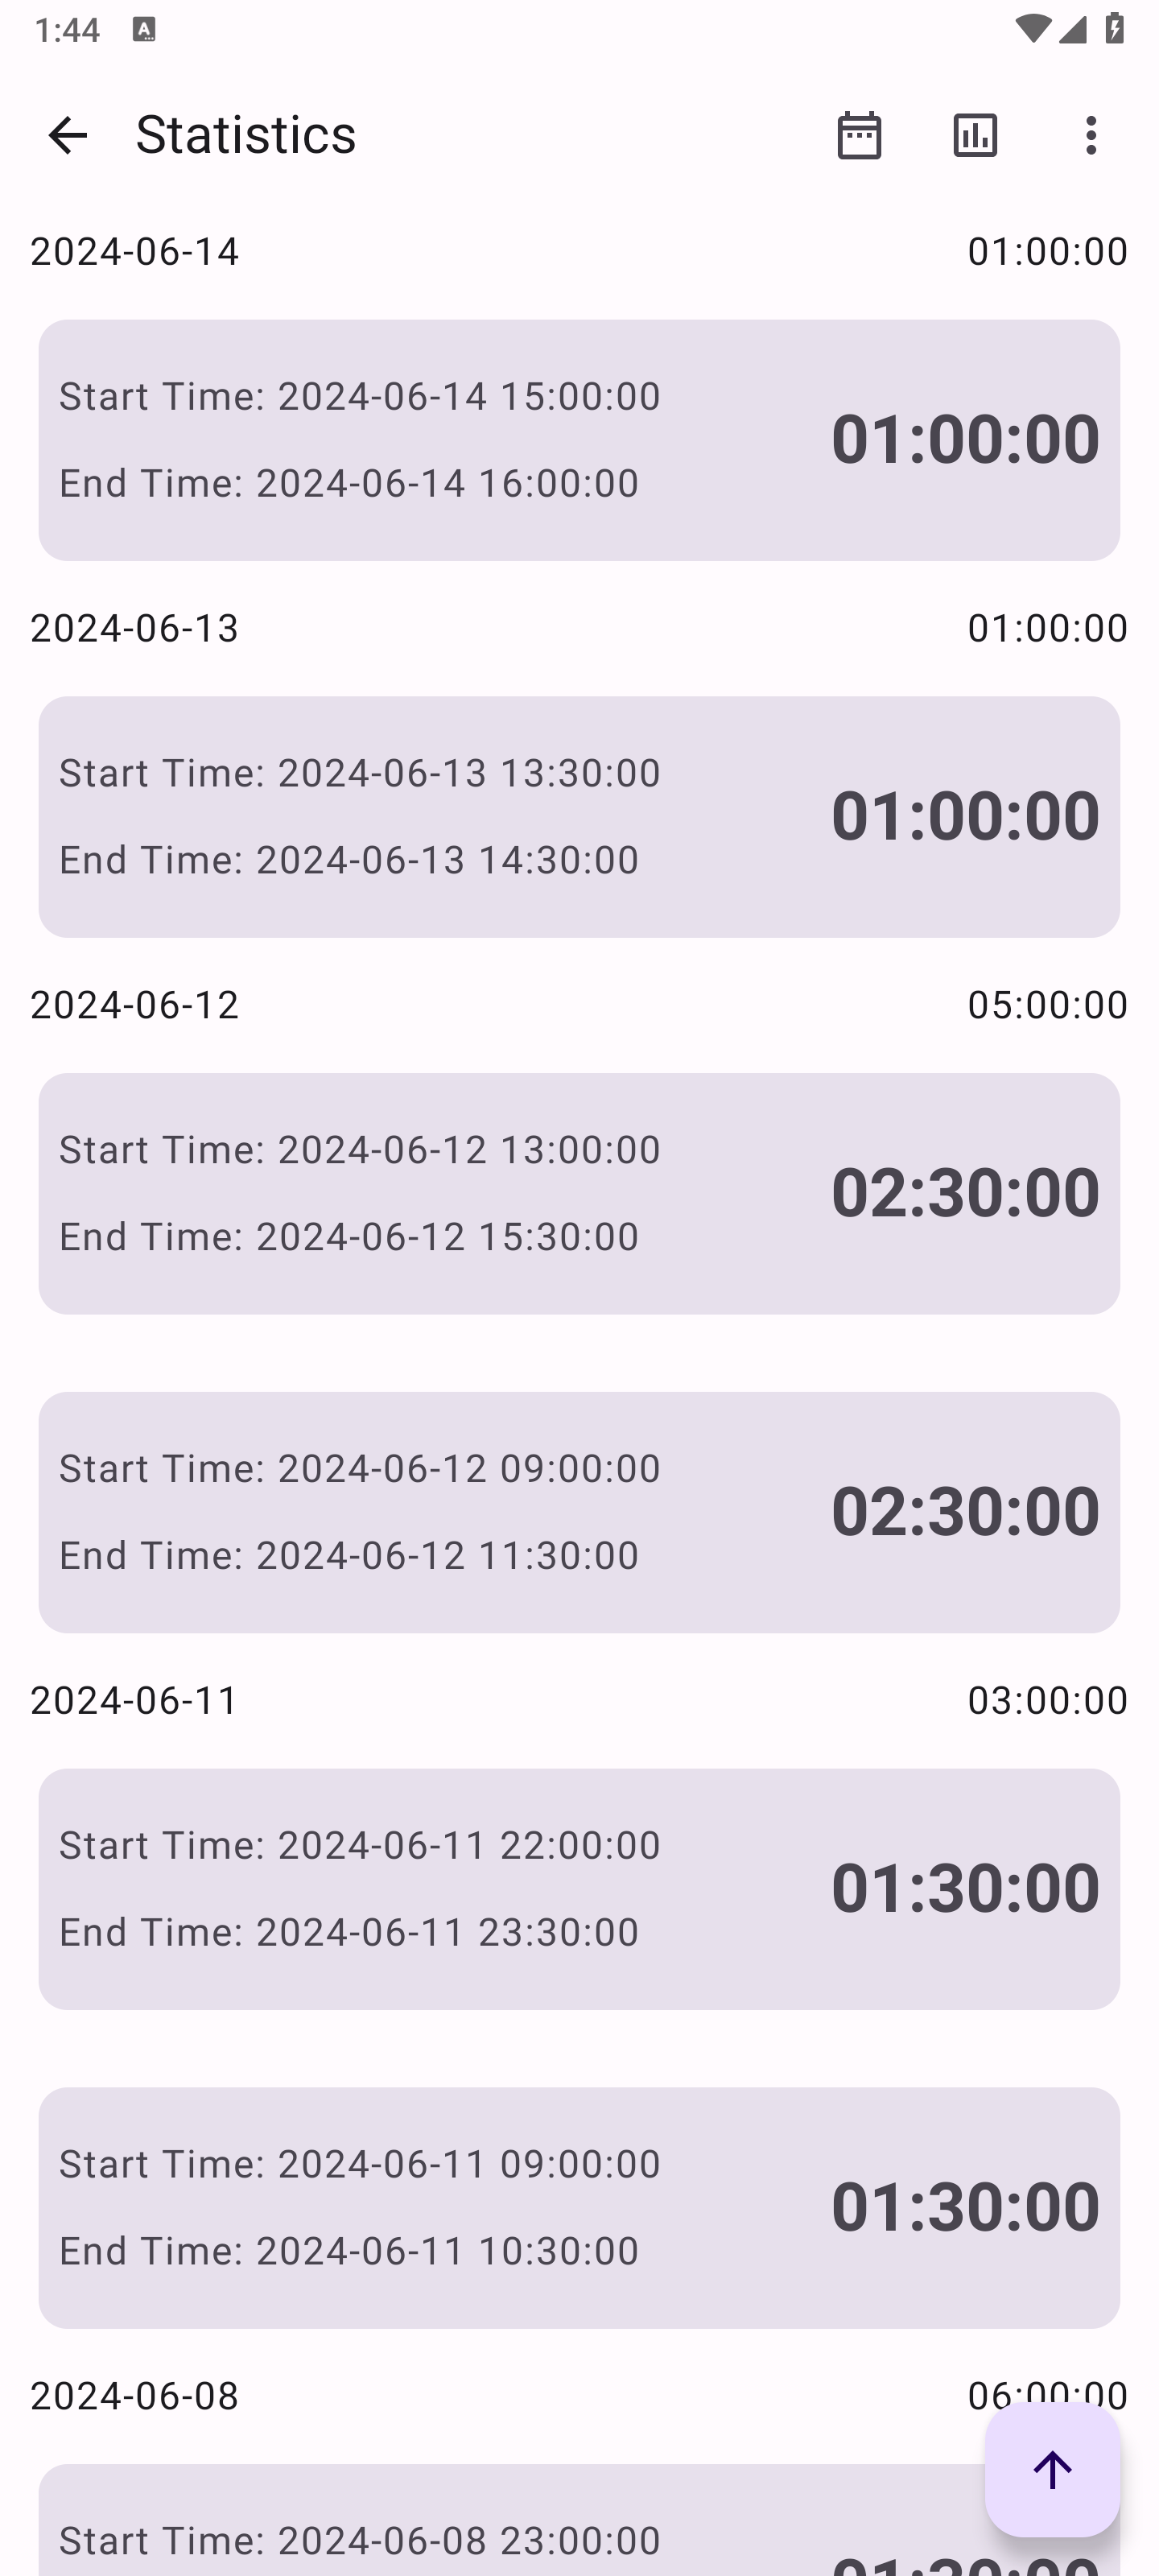 1:44
Statistics
2024-06-14 01:00:00
Start Time: 2024-06-14 15:00:00
01:00:00
End Time: 2024-06-14 16:00:00
2024-06-13 01:00:00
Start Time: 2024-06-13 13:30:00
01:00:00
End Time: 2024-06-13 14:30:00
2024-06-12 05:00:00
Start Time: 2024-06-12 13:00:00
02:30:00
End Time: 2024-06-12 15:30:00
Start Time: 2024-06-12 09:00:00
02:30:00
End Time: 2024-06-12 11:30:00
2024-06-11 03:00:00
Start Time: 2024-06-11 22:00:00
01:30:00
End Time: 2024-06-11 23:30:00
Start Time: 2024-06-11 09:00:00
01:30:00
End Time: 2024-06-11 10:30:00
2024-06-08 06:00:00
Start Time: 2024-06-08 23:00:00